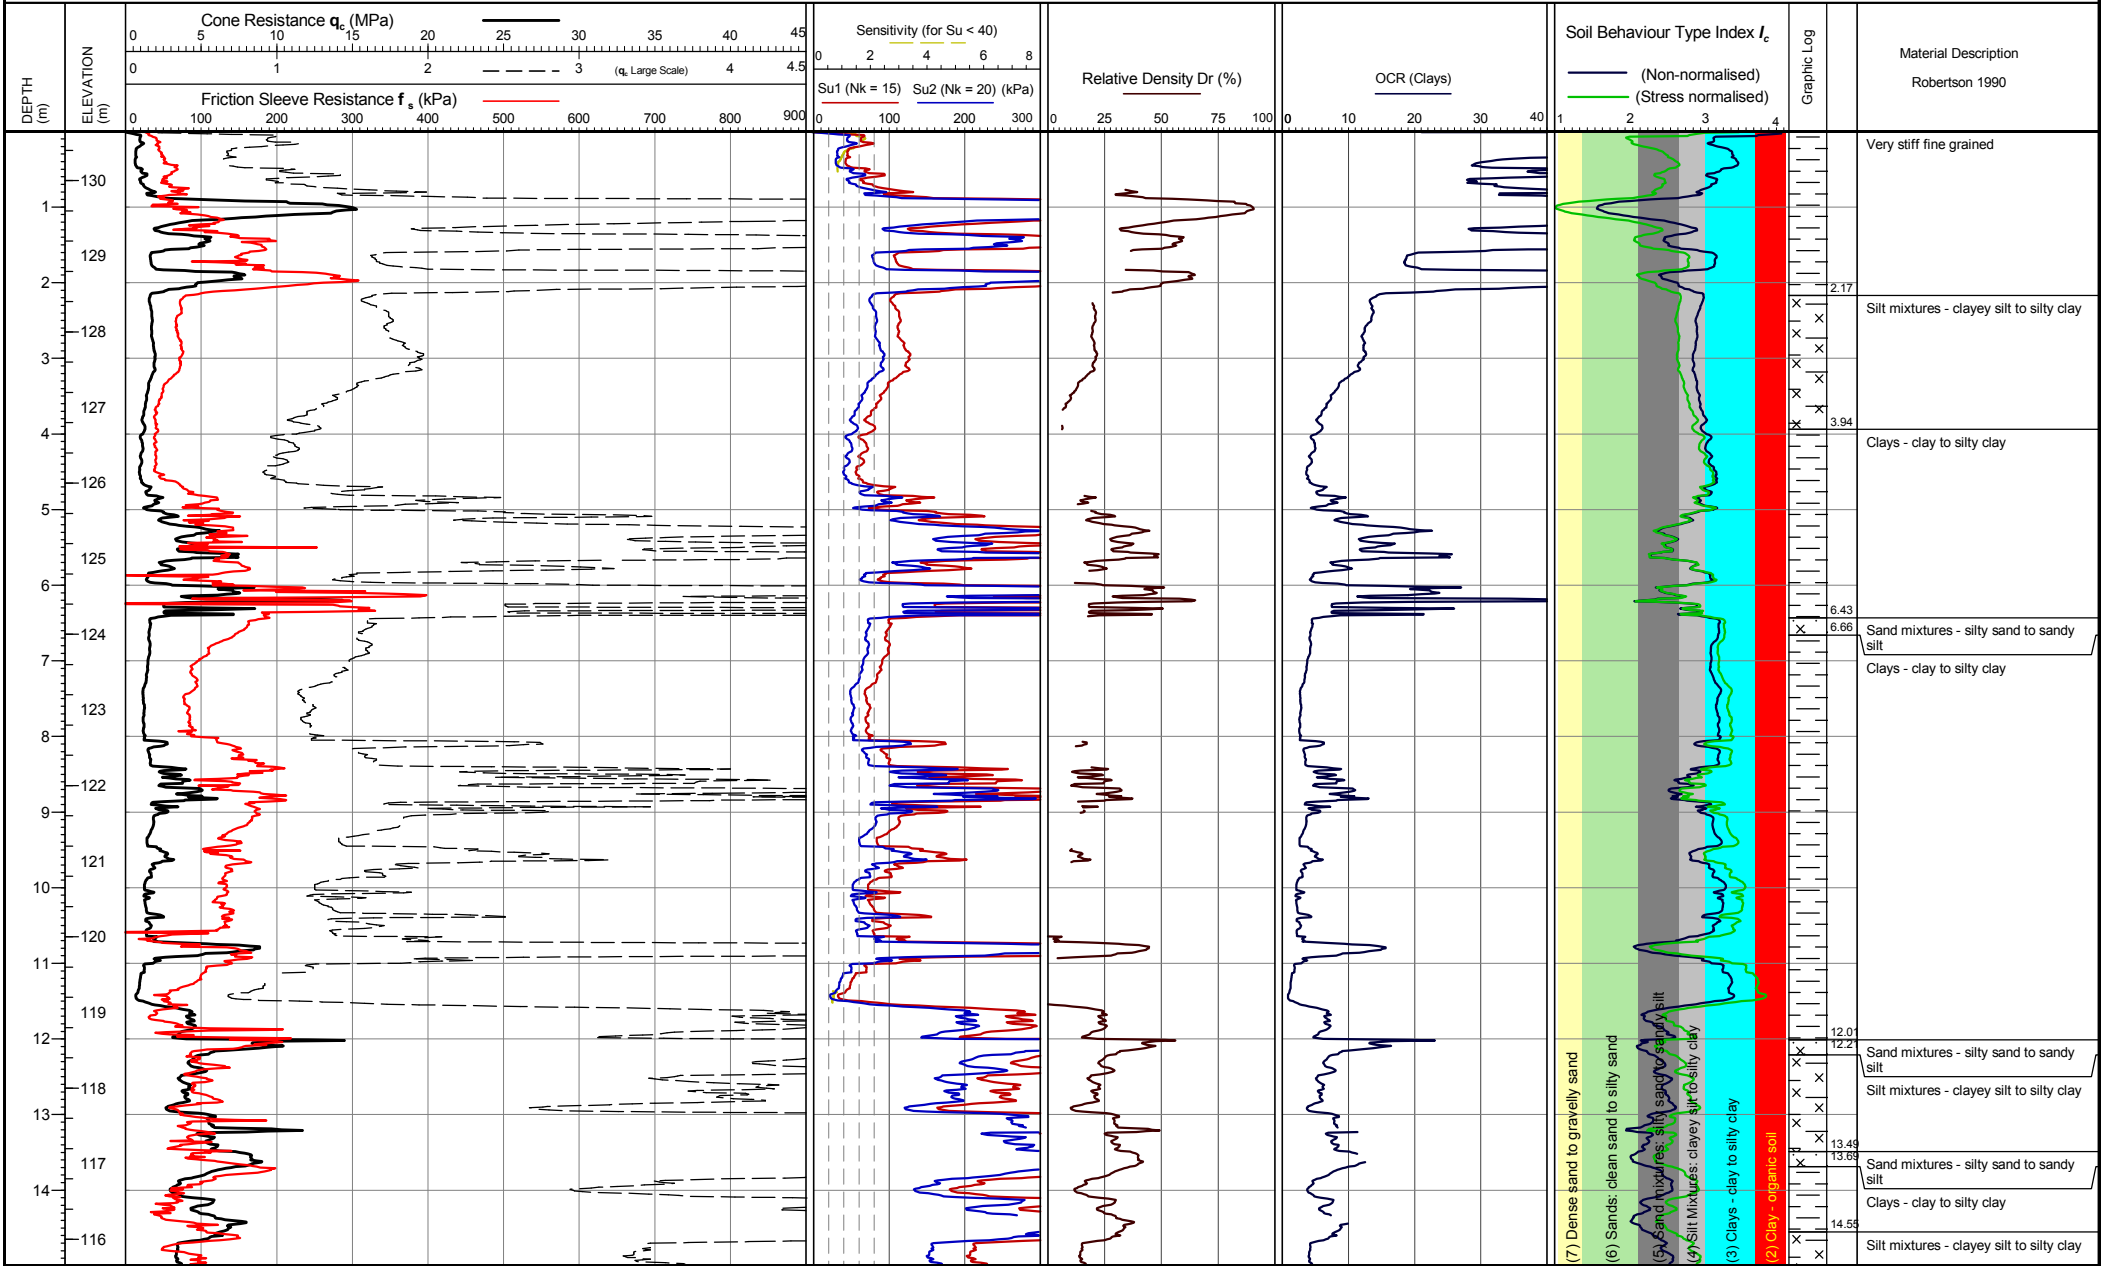 Cone Resistance qc (MPa)
0 5 10 15 20 25 30 35 40 45
0 1 2 3 (qc Large Scale) 4 4.5
Friction Sleeve Resistance fs (kPa)
0 100 200 300 400 500 600 700 800 900
DEPTH
(m)
ELEVATION
(m)
Sensitivity (for Su < 40)
0 2 4 6 8
Su1 (Nk = 15) Su2 (Nk = 20) (kPa)
0 100 200 300
Relative Density Dr (%)
0 25 50 75 100
OCR (Clays)
0 10 20 30 40
Soil Behaviour Type Index Ic
(Non-normalised)
(Stress normalised)
1 2 3 4
Graphic Log
Material Description
Robertson 1990
Very stiff fine grained
130
1
129
2
2.17
Silt mixtures - clayey silt to silty clay
128
3
127
3.94
4
Clays - clay to silty clay
126
5
125
6
6.43
124
6.66
Sand mixtures - silty sand to sandy
silt
7
Clays - clay to silty clay
123
8
122
9
121
10
120
11
119
12.01
12
12.21
Sand mixtures - silty sand to sandy
silt
118
Silt mixtures - clayey silt to silty clay
13
13.49
117
13.69
Sand mixtures - silty sand to sandy
silt
14
Clays - clay to silty clay
14.55
116
Silt mixtures - clayey silt to silty clay
(7) Dense sand to gravelly sand
(6) Sands: clean sand to silty sand
(5) Sand mixtures: silty sand to sandy silt
(4) Silt Mixtures: clayey silt to silty clay
(3) Clays - clay to silty clay
(2) Clay - organic soil